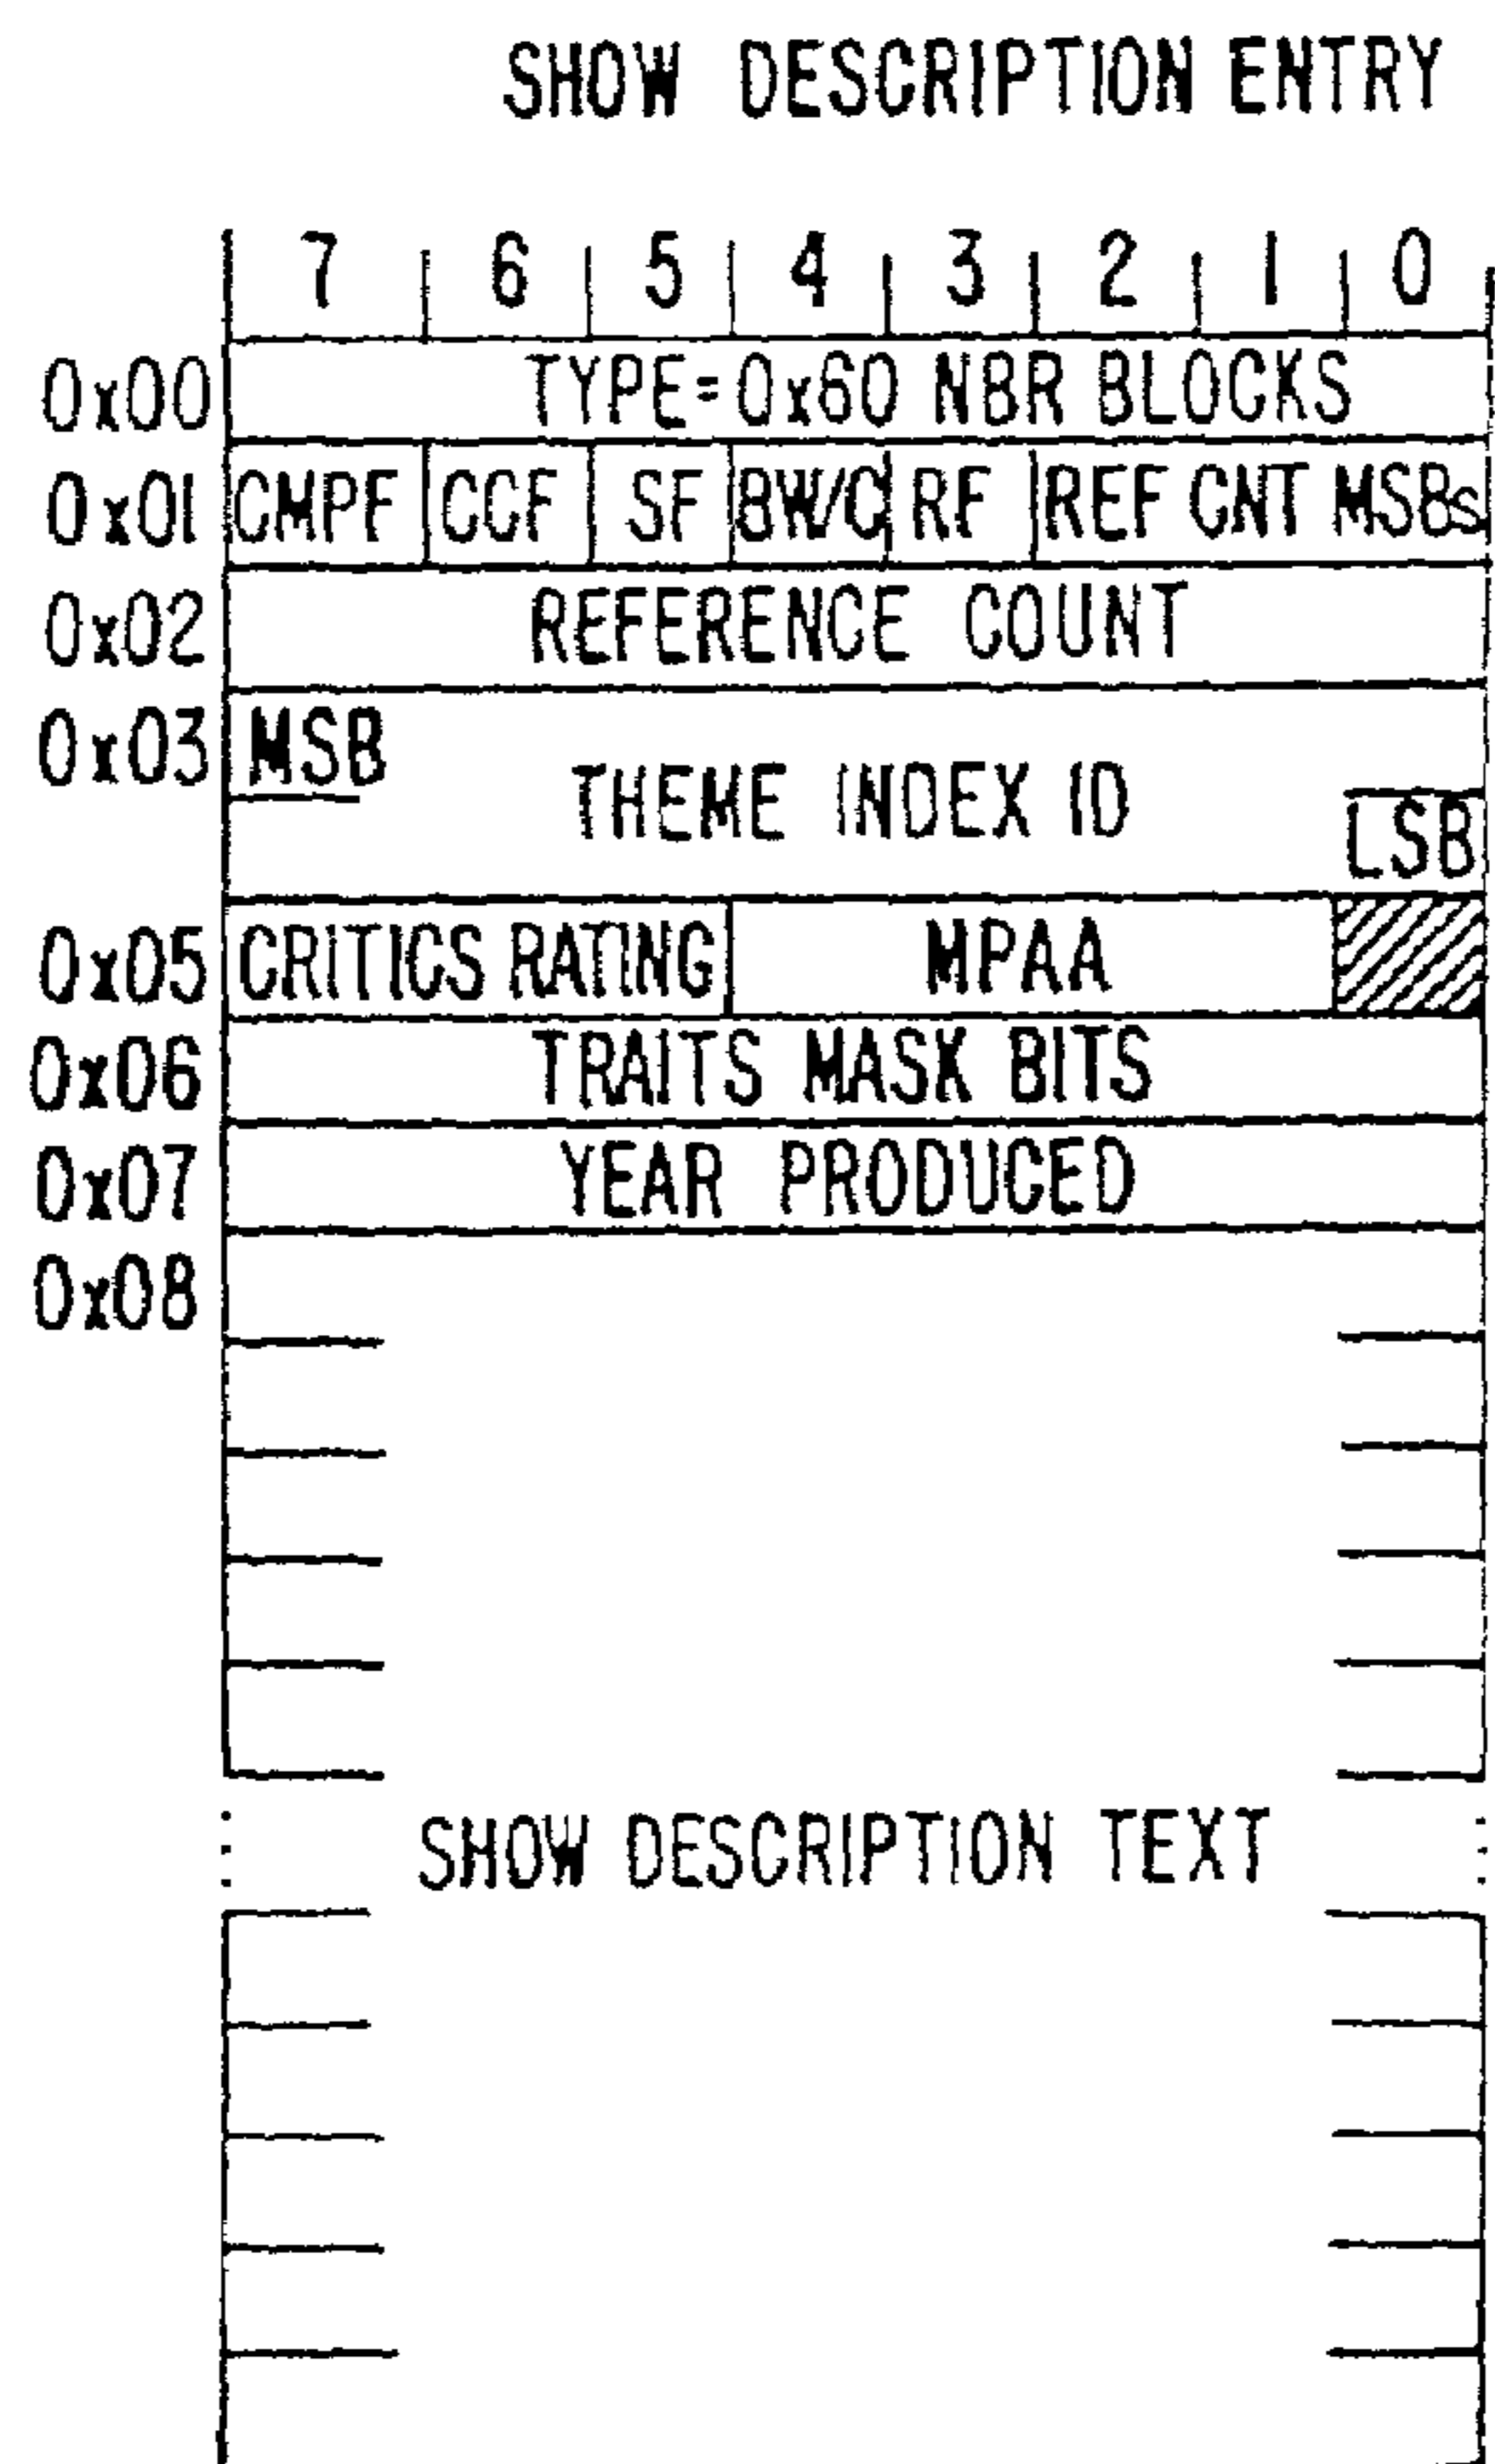 SHOW DESCRIPTION ENTRY
7 6 5 4 3 2 1 0
0x00 TYPE=0x60 NBR BLOCKS
0x01 CMPF CCF SF BW/C RF REF CNT MSBs
0x02 REFERENCE COUNT
0x03 MSB
THEME INDEX ID
LSB
0x05 CRITICS RATING MPAA
0x06 TRAITS MASK BITS
0x07 YEAR PRODUCED
0x08
SHOW DESCRIPTION TEXT